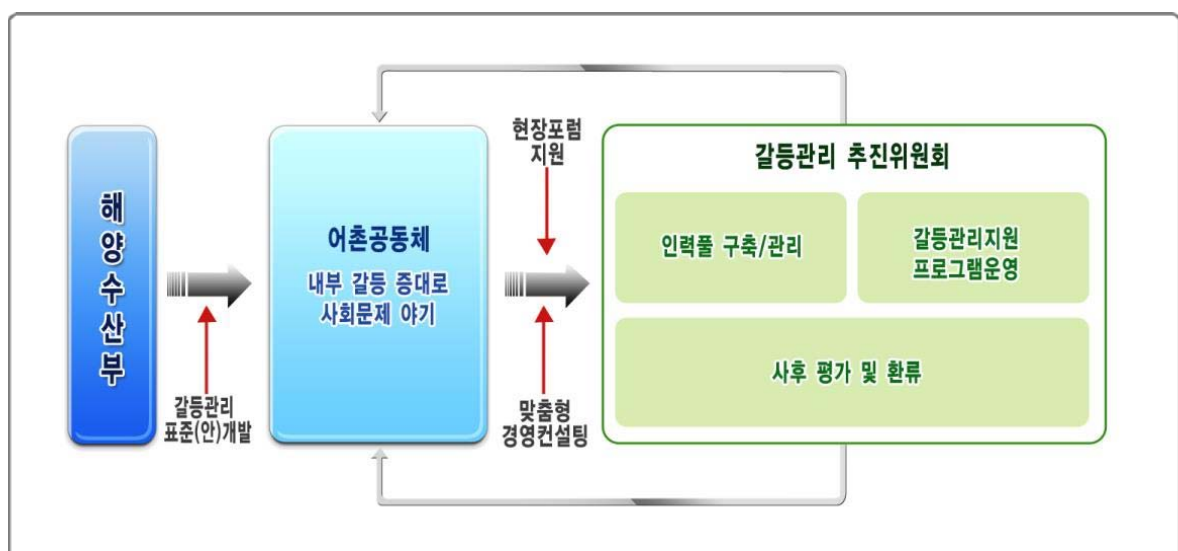 해양수산부
갈등관리
표준(안)개발
어촌공동체
내부 갈등 증대로
사회문제 야기
현장포럼
지원
맞춤형
경영컨설팅
갈등관리 추진위원회
인력풀 구축/관리
갈등관리지원
프로그램운영
사후 평가 및 환류